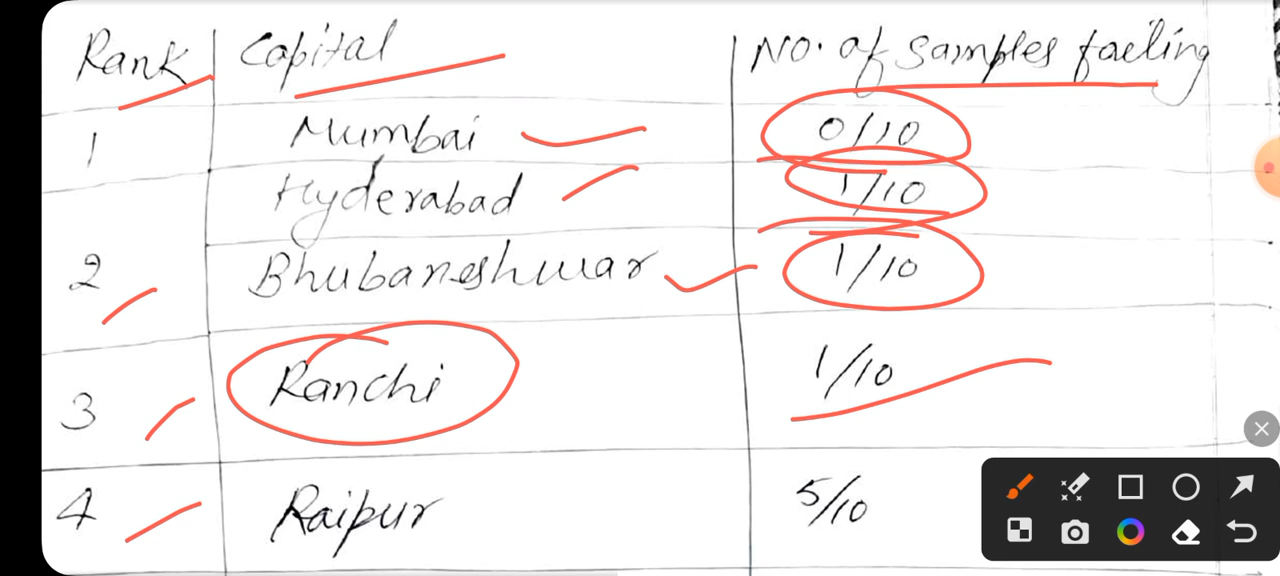 Rank Capital No. of Samples faeling
1 Mumbai 0/10
Hyderabad 1/10
2 Bhubaneshwar 1/10
3 Ranchi 1/10
4 Raipur 5/10